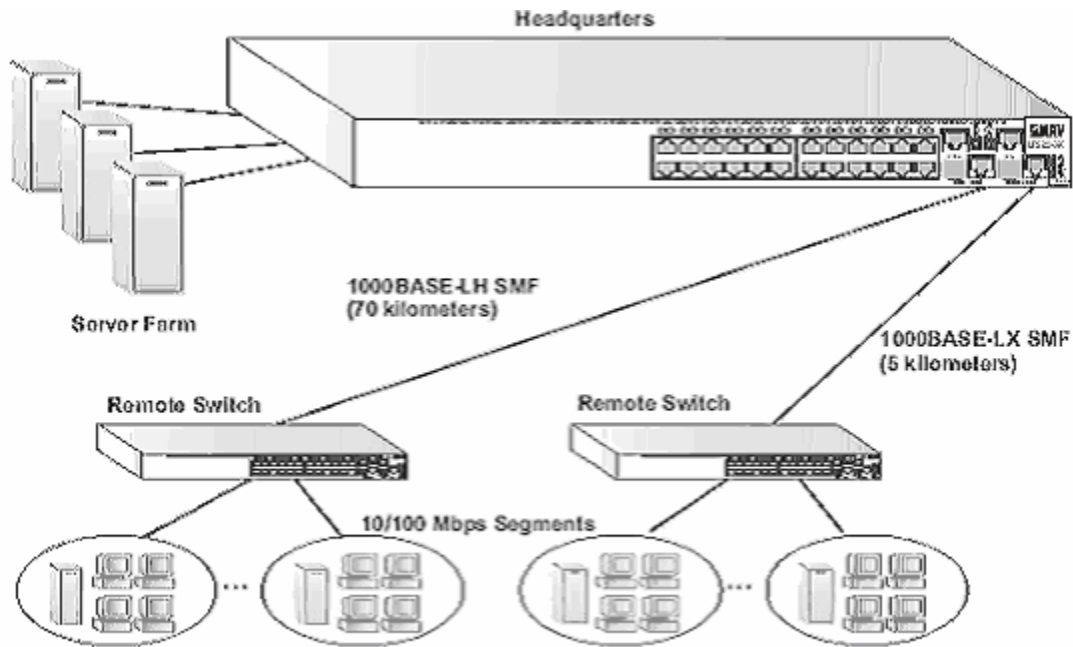 Headquarters
1000BASE-LH SMF
(70 kilometers)
Server Farm
1000BASE-LX SMF
(5 kilometers)
Remote Switch
Remote Switch
10/100 Mbps Segments
...
...